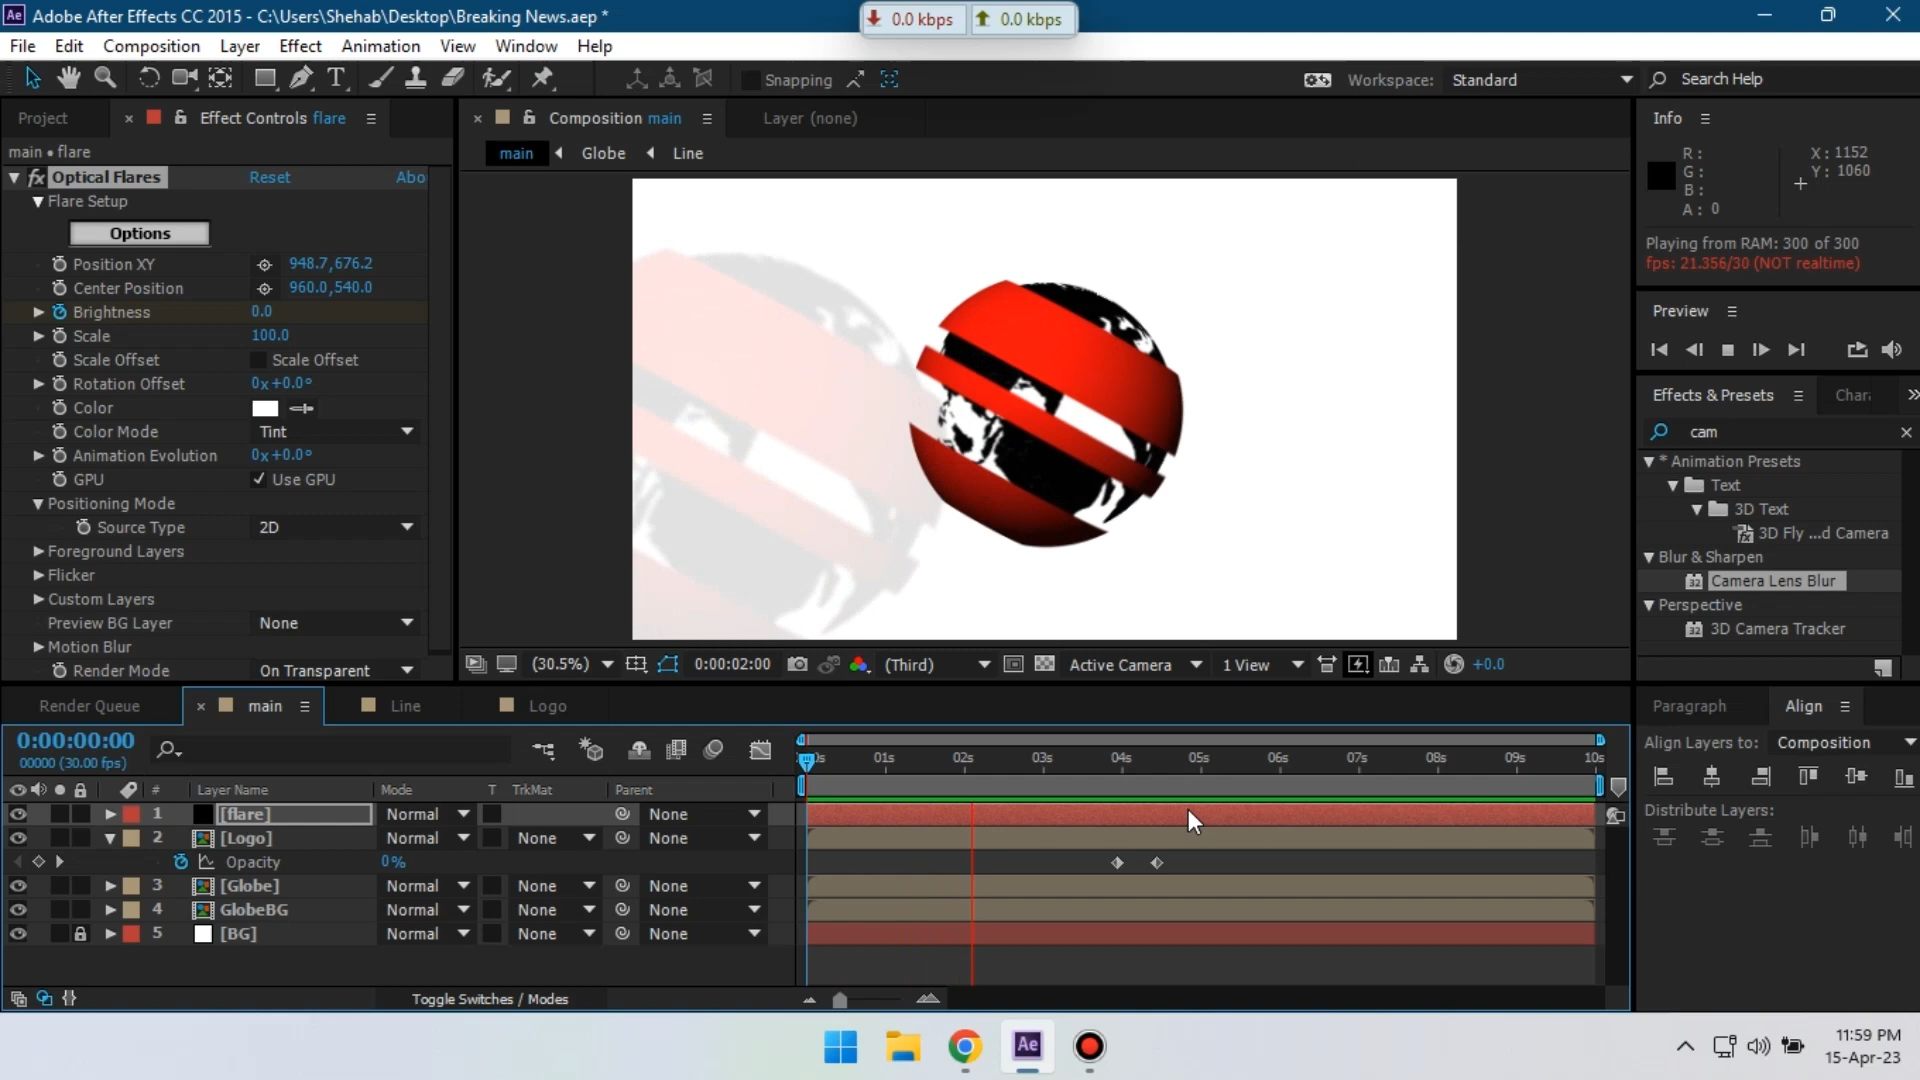 Ae Adobe After Effects CC 2015 - C:\Users\Shehab\Desktop\Breaking News.aep *
0.0 kbps 0.0 kbps
File Edit Composition Layer Effect Animation View Window Help
T Snapping Workspace: Standard Search Help
Project Effect Controls flare Composition main Layer (none) Info
main • flare
main Globe Line
R: X: 1152
G: Y: 1060
B:
A: 0
fx Optical Flares Reset Abo
Flare Setup
Options
Position XY 948.7,676.2
Center Position 960.0,540.0
Brightness 0.0
Scale 100.0
Scale Offset Scale Offset
Rotation Offset 0x+0.0°
Color
Color Mode Tint
Animation Evolution 0x+0.0°
GPU Use GPU
Positioning Mode
Source Type 2D
Foreground Layers
Flicker
Custom Layers
Preview BG Layer None
Motion Blur
Render Mode On Transparent
Playing from RAM: 300 of 300
fps: 21.356/30 (NOT realtime)
Preview
Effects & Presets Chara
cam
* Animation Presets
Text
3D Text
3D Fly ...d Camera
Blur & Sharpen
32 Camera Lens Blur
Perspective
32 3D Camera Tracker
(30.5%) 0:00:02:00 (Third) Active Camera 1 View +0.0
Render Queue main Line Logo
Paragraph Align
0:00:00:00
00000 (30.00 fps)
01s 02s 03s 04s 05s 06s 07s 08s 09s 10s
# Layer Name Mode T TrkMat Parent
1 [flare] Normal None
2 [Logo] Normal None None
Opacity 0%
3 [Globe] Normal None None
4 GlobeBG Normal None None
5 [BG] Normal None None
Toggle Switches / Modes
Align Layers to: Composition
Distribute Layers:
Ae
11:59 PM
15-Apr-23